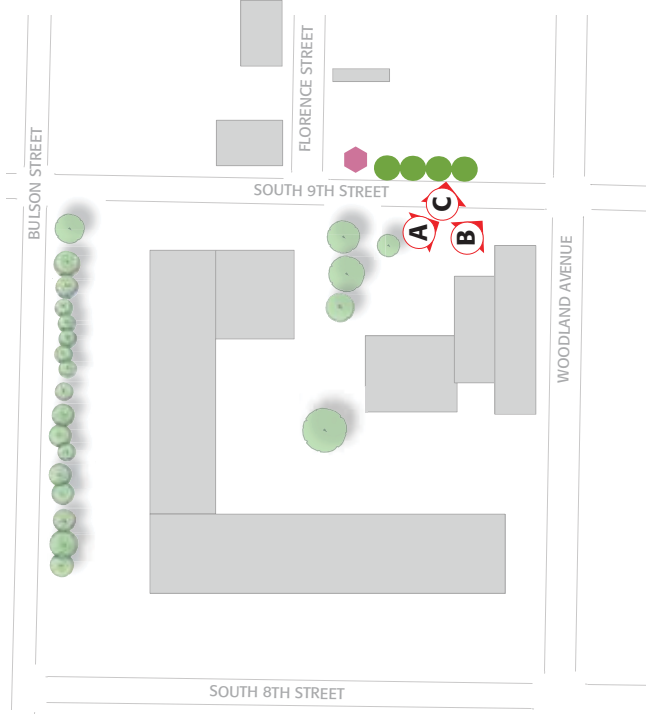 FLORENCE STREET
BULSON STREET
SOUTH 9TH STREET
C
A
B
WOODLAND AVENUE
SOUTH 8TH STREET